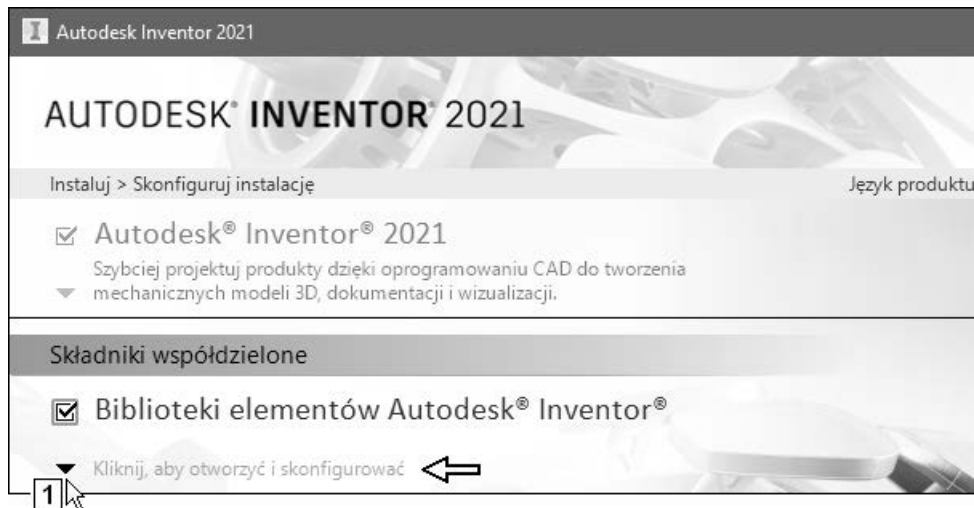 Autodesk Inventor 2021
AUTODESK® INVENTOR® 2021
Instaluj > Skonfiguruj instalację
Język produktu
Autodesk® Inventor® 2021
Szybciej projektuj produkty dzięki oprogramowaniu CAD do tworzenia
mechanicznych modeli 3D, dokumentacji i wizualizacji.
Składniki współdzielone
Biblioteki elementów Autodesk® Inventor®
Kliknij, aby otworzyć i skonfigurować
1